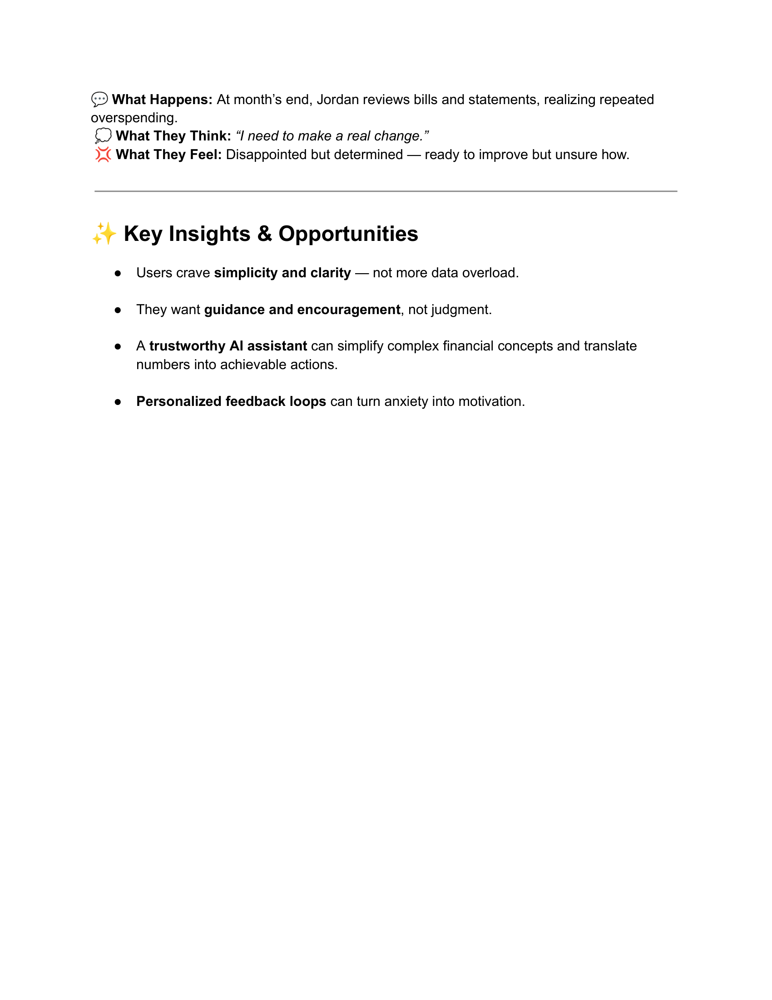 💬 What Happens: At month’s end, Jordan reviews bills and statements, realizing repeated
overspending.
💭 What They Think: “I need to make a real change.”
💢 What They Feel: Disappointed but determined — ready to improve but unsure how.
✨ Key Insights & Opportunities
● Users crave simplicity and clarity — not more data overload.
● They want guidance and encouragement, not judgment.
● A trustworthy AI assistant can simplify complex financial concepts and translate
numbers into achievable actions.
● Personalized feedback loops can turn anxiety into motivation.